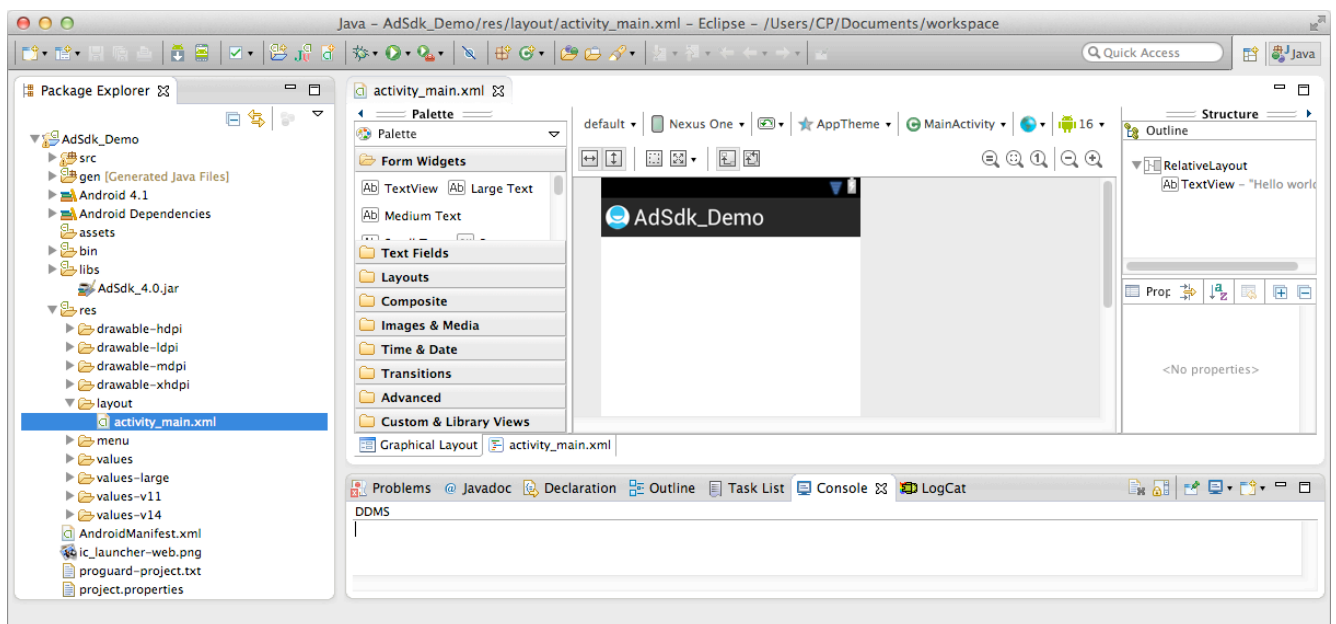 Java – AdSdk_Demo/res/layout/activity_main.xml – Eclipse – /Users/CP/Documents/workspace
Quick Access
Java
Package Explorer
AdSdk_Demo
src
gen [Generated Java Files]
Android 4.1
Android Dependencies
assets
bin
libs
AdSdk_4.0.jar
res
drawable-hdpi
drawable-ldpi
drawable-mdpi
drawable-xhdpi
layout
activity_main.xml
menu
values
values-large
values-v11
values-v14
AndroidManifest.xml
ic_launcher-web.png
proguard-project.txt
project.properties
activity_main.xml
Palette
Palette
Form Widgets
Ab TextView Ab Large Text
Ab Medium Text
Text Fields
Layouts
Composite
Images & Media
Time & Date
Transitions
Advanced
Custom & Library Views
Graphical Layout activity_main.xml
default Nexus One AppTheme MainActivity 16
AdSdk_Demo
Structure
Outline
RelativeLayout
Ab TextView – "Hello world
Prop
<No properties>
Problems @ Javadoc Declaration Outline Task List Console LogCat
DDMS